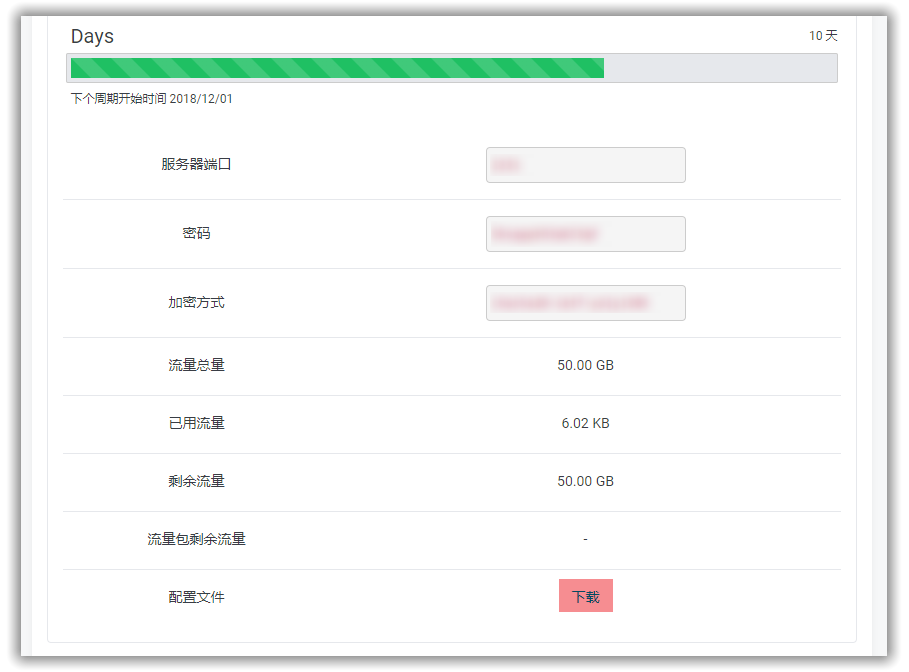 Days
10 天
下个周期开始时间 2018/12/01
服务器端口
密码
加密方式
流量总量
50.00 GB
已用流量
6.02 KB
剩余流量
50.00 GB
流量包剩余流量
-
配置文件
下载